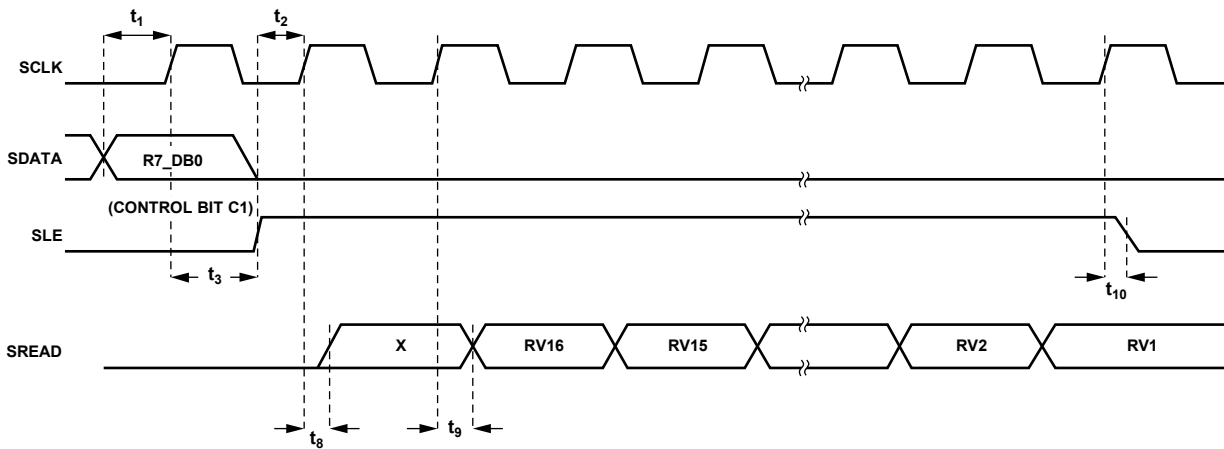 t1 t2
SCLK
SDATA R7_DB0
(CONTROL BIT C1)
SLE
t3 t10
SREAD X RV16 RV15 RV2 RV1
t8 t9